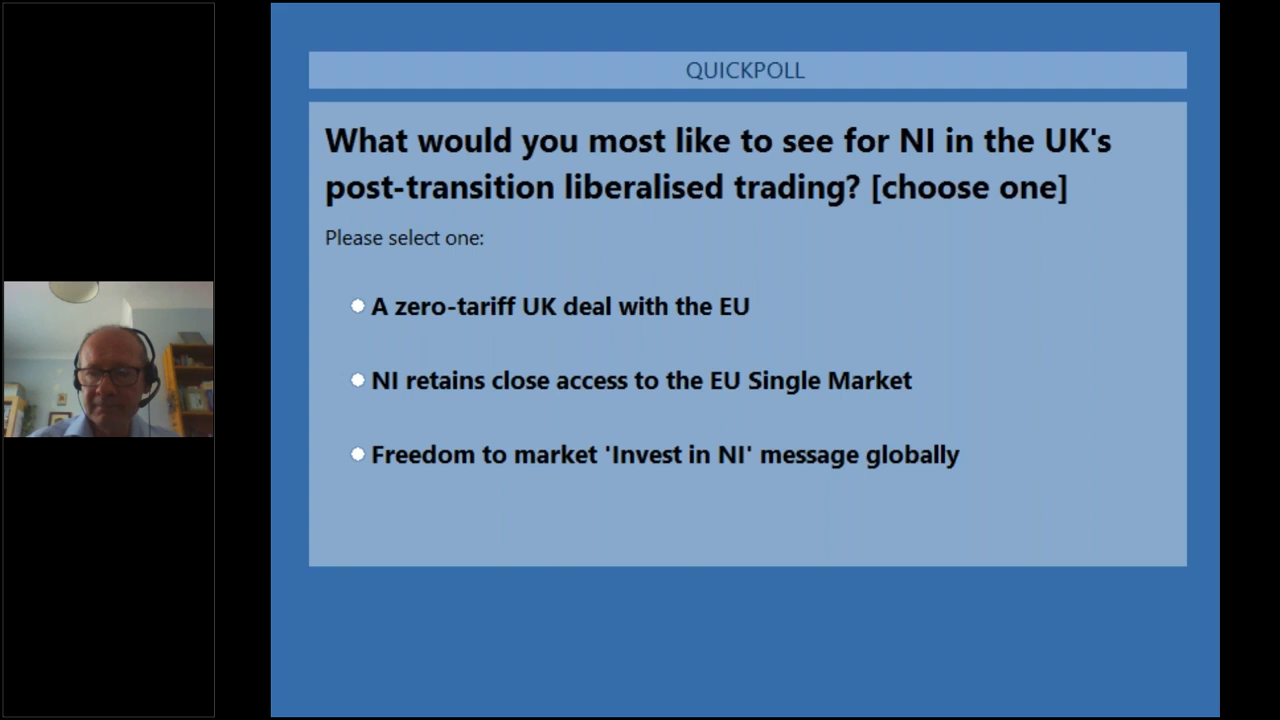 QUICKPOLL
What would you most like to see for NI in the UK's
post-transition liberalised trading? [choose one]
Please select one:
A zero-tariff UK deal with the EU
NI retains close access to the EU Single Market
Freedom to market 'Invest in NI' message globally